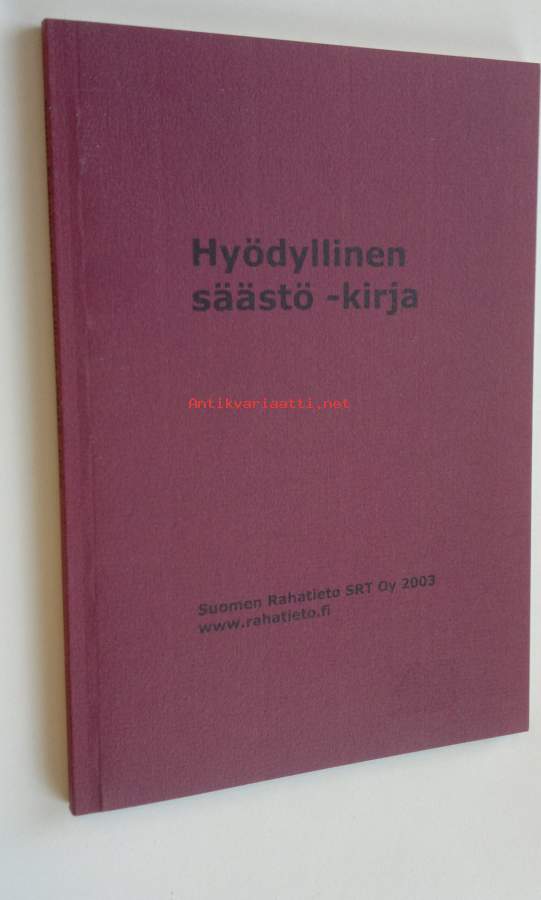 Hyödyllinen
säästö -kirja
Antikvariaatti.net
Suomen Rahatieto SRT Oy 2003
www.rahatieto.fi